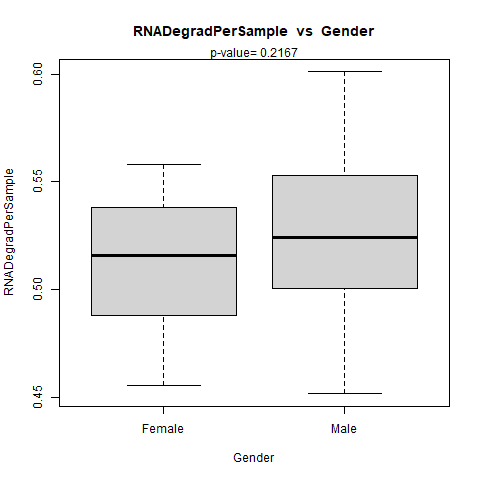 RNADegradPerSample vs Gender
p-value= 0.2167
0.60
0.55
0.50
0.45
RNADegradPerSample
Female
Male
Gender